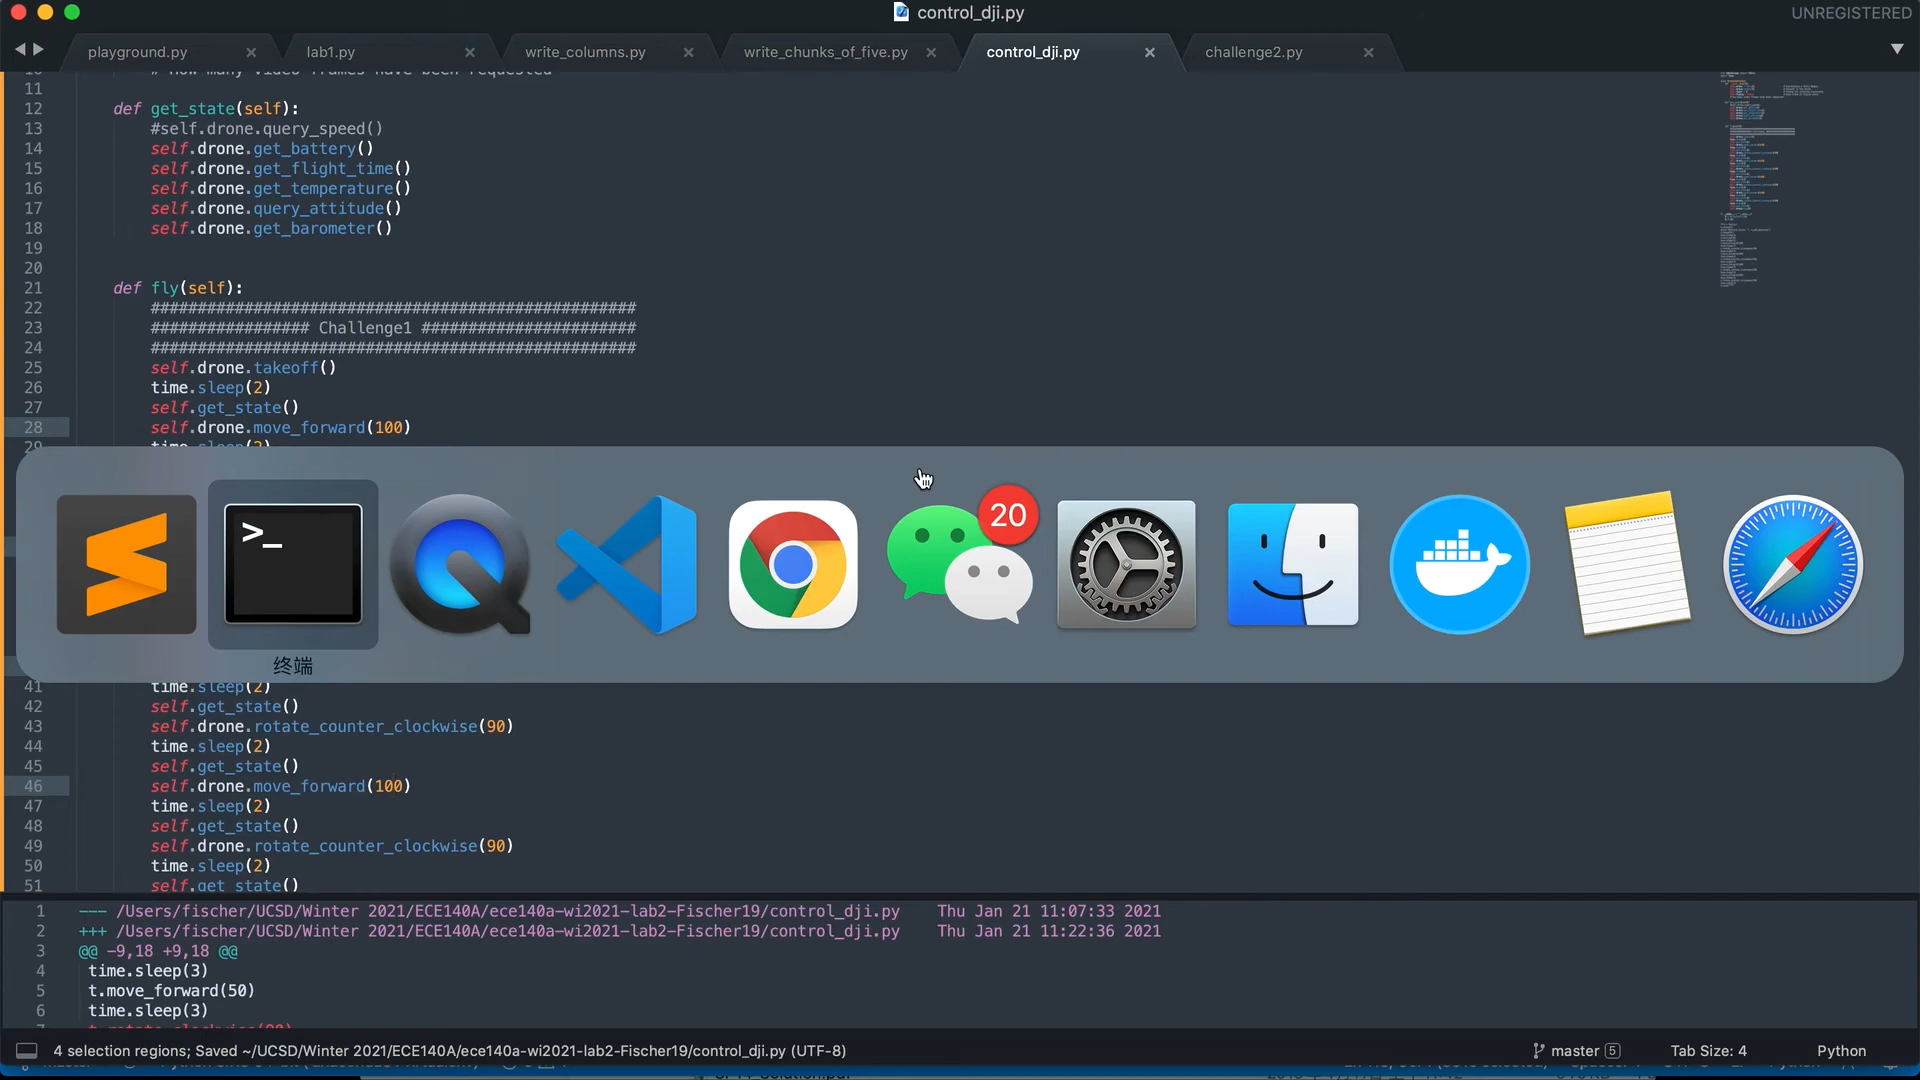 control_dji.py
UNREGISTERED
playground.py
lab1.py
write_columns.py
write_chunks_of_five.py
control_dji.py
challenge2.py
11
12 def get_state(self):
13 #self.drone.query_speed()
14 self.drone.get_battery()
15 self.drone.get_flight_time()
16 self.drone.get_temperature()
17 self.drone.query_attitude()
18 self.drone.get_barometer()
19
20
21 def fly(self):
22 ####################################################
23 ################# Challenge1 #######################
24 ####################################################
25 self.drone.takeoff()
26 time.sleep(2)
27 self.get_state()
28 self.drone.move_forward(100)
29 time.sleep(2)
>_
20
终端
41 time.sleep(2)
42 self.get_state()
43 self.drone.rotate_counter_clockwise(90)
44 time.sleep(2)
45 self.get_state()
46 self.drone.move_forward(100)
47 time.sleep(2)
48 self.get_state()
49 self.drone.rotate_counter_clockwise(90)
50 time.sleep(2)
51 self.get_state()
1 --- /Users/fischer/UCSD/Winter 2021/ECE140A/ece140a-wi2021-lab2-Fischer19/control_dji.py Thu Jan 21 11:07:33 2021
2 +++ /Users/fischer/UCSD/Winter 2021/ECE140A/ece140a-wi2021-lab2-Fischer19/control_dji.py Thu Jan 21 11:22:36 2021
3 @@ -9,18 +9,18 @@
4 time.sleep(3)
5 t.move_forward(50)
6 time.sleep(3)
4 selection regions; Saved ~/UCSD/Winter 2021/ECE140A/ece140a-wi2021-lab2-Fischer19/control_dji.py (UTF-8)
master 5
Tab Size: 4
Python